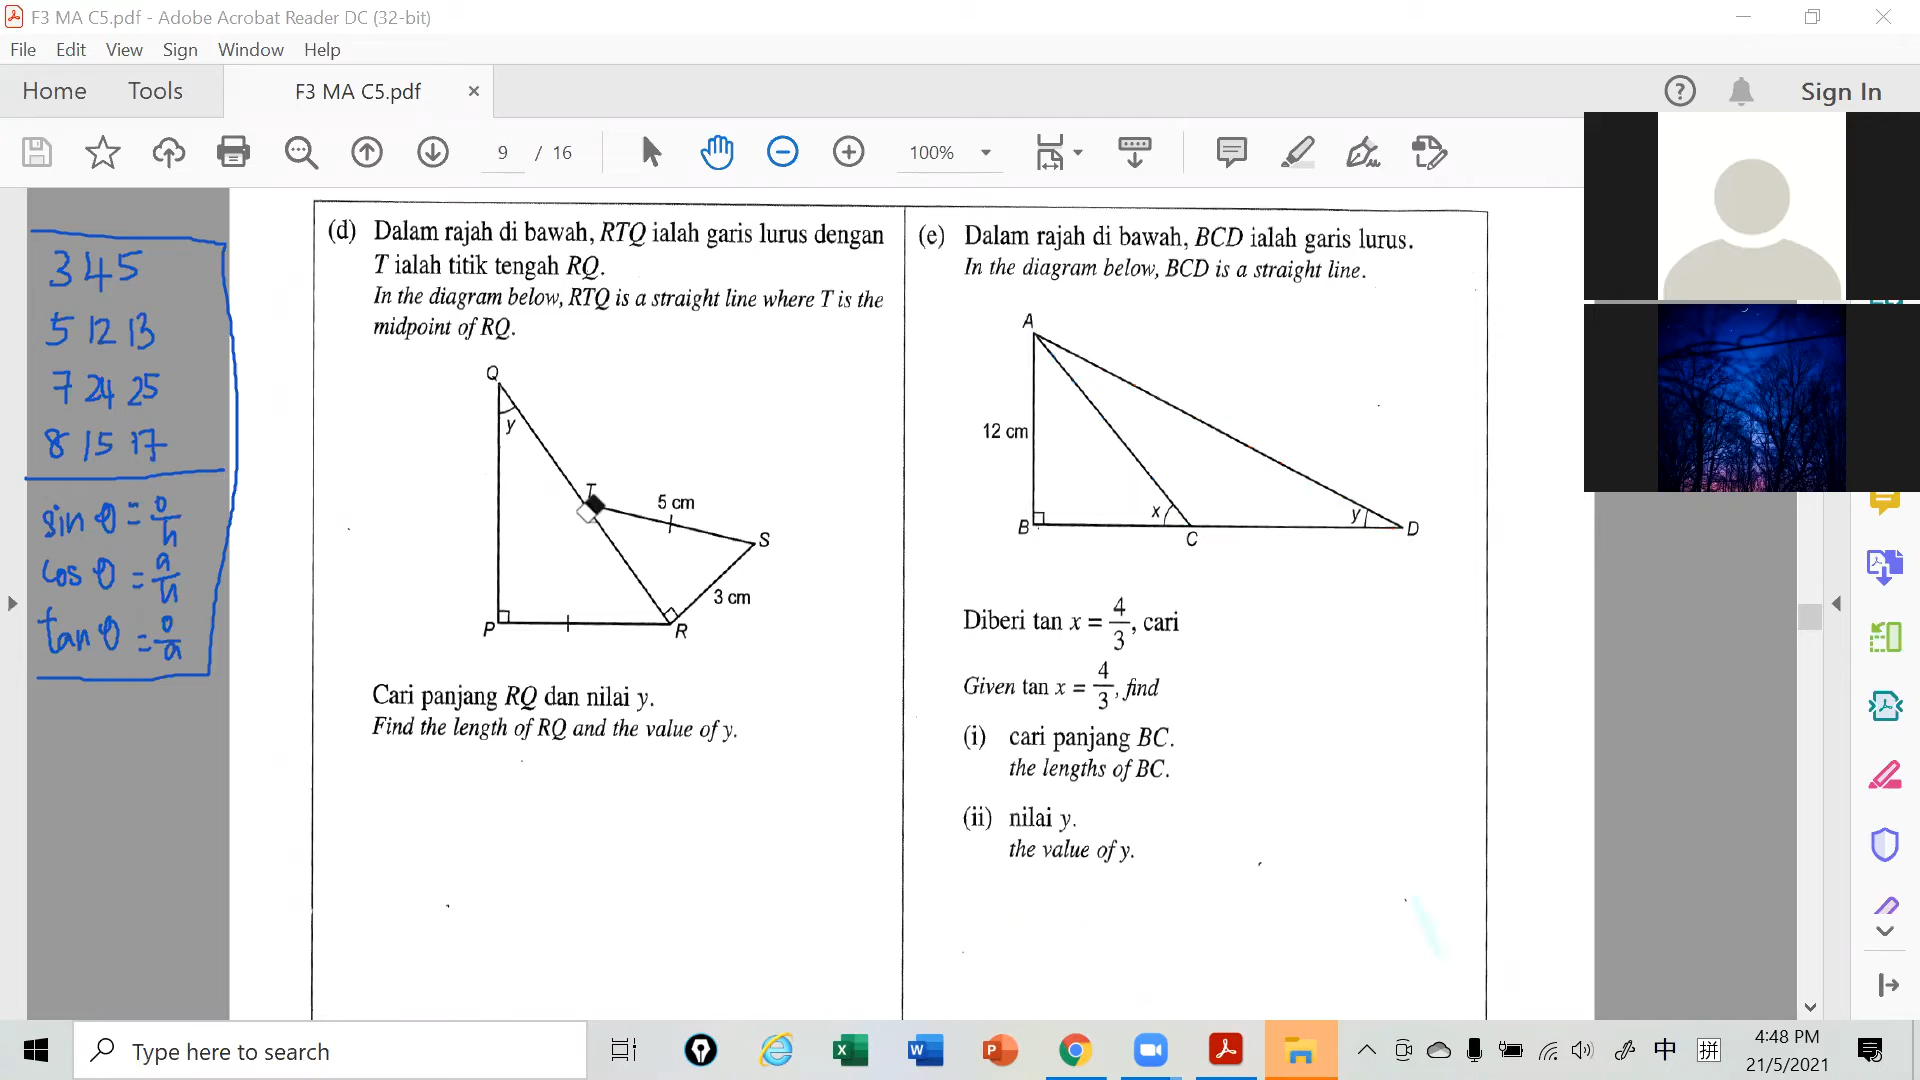 F3 MA C5.pdf - Adobe Acrobat Reader DC (32-bit)
File Edit View Sign Window Help
Home Tools F3 MA C5.pdf × Sign In
9 / 16 100%
3 4 5
5 12 13
7 24 25
8 15 17
sin θ = o/h
cos θ = a/h
tan θ = o/a
(d) Dalam rajah di bawah, RTQ ialah garis lurus dengan
T ialah titik tengah RQ.
In the diagram below, RTQ is a straight line where T is the
midpoint of RQ.
Q
y
T
5 cm
S
3 cm
P
R
Cari panjang RQ dan nilai y.
Find the length of RQ and the value of y.
(e) Dalam rajah di bawah, BCD ialah garis lurus.
In the diagram below, BCD is a straight line.
A
12 cm
x
y
B
C
D
Diberi tan x = 4/3, cari
Given tan x = 4/3, find
(i) cari panjang BC.
the lengths of BC.
(ii) nilai y.
the value of y.
Type here to search
中
拼
4:48 PM
21/5/2021